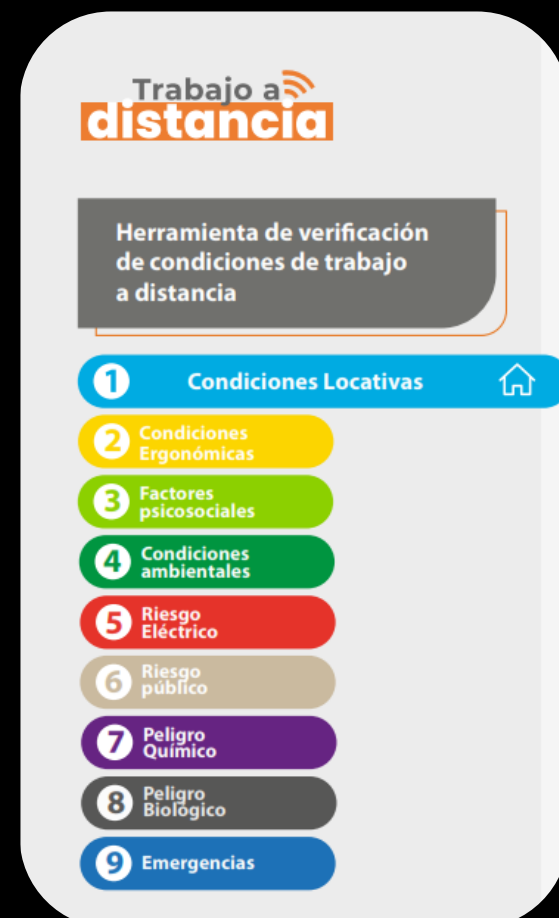 Trabajo a
distancia
Herramienta de verificación
de condiciones de trabajo
a distancia
1 Condiciones Locativas
2 Condiciones
Ergonómicas
3 Factores
psicosociales
4 Condiciones
ambientales
5 Riesgo
Eléctrico
6 Riesgo
público
7 Peligro
Químico
8 Peligro
Biológico
9 Emergencias